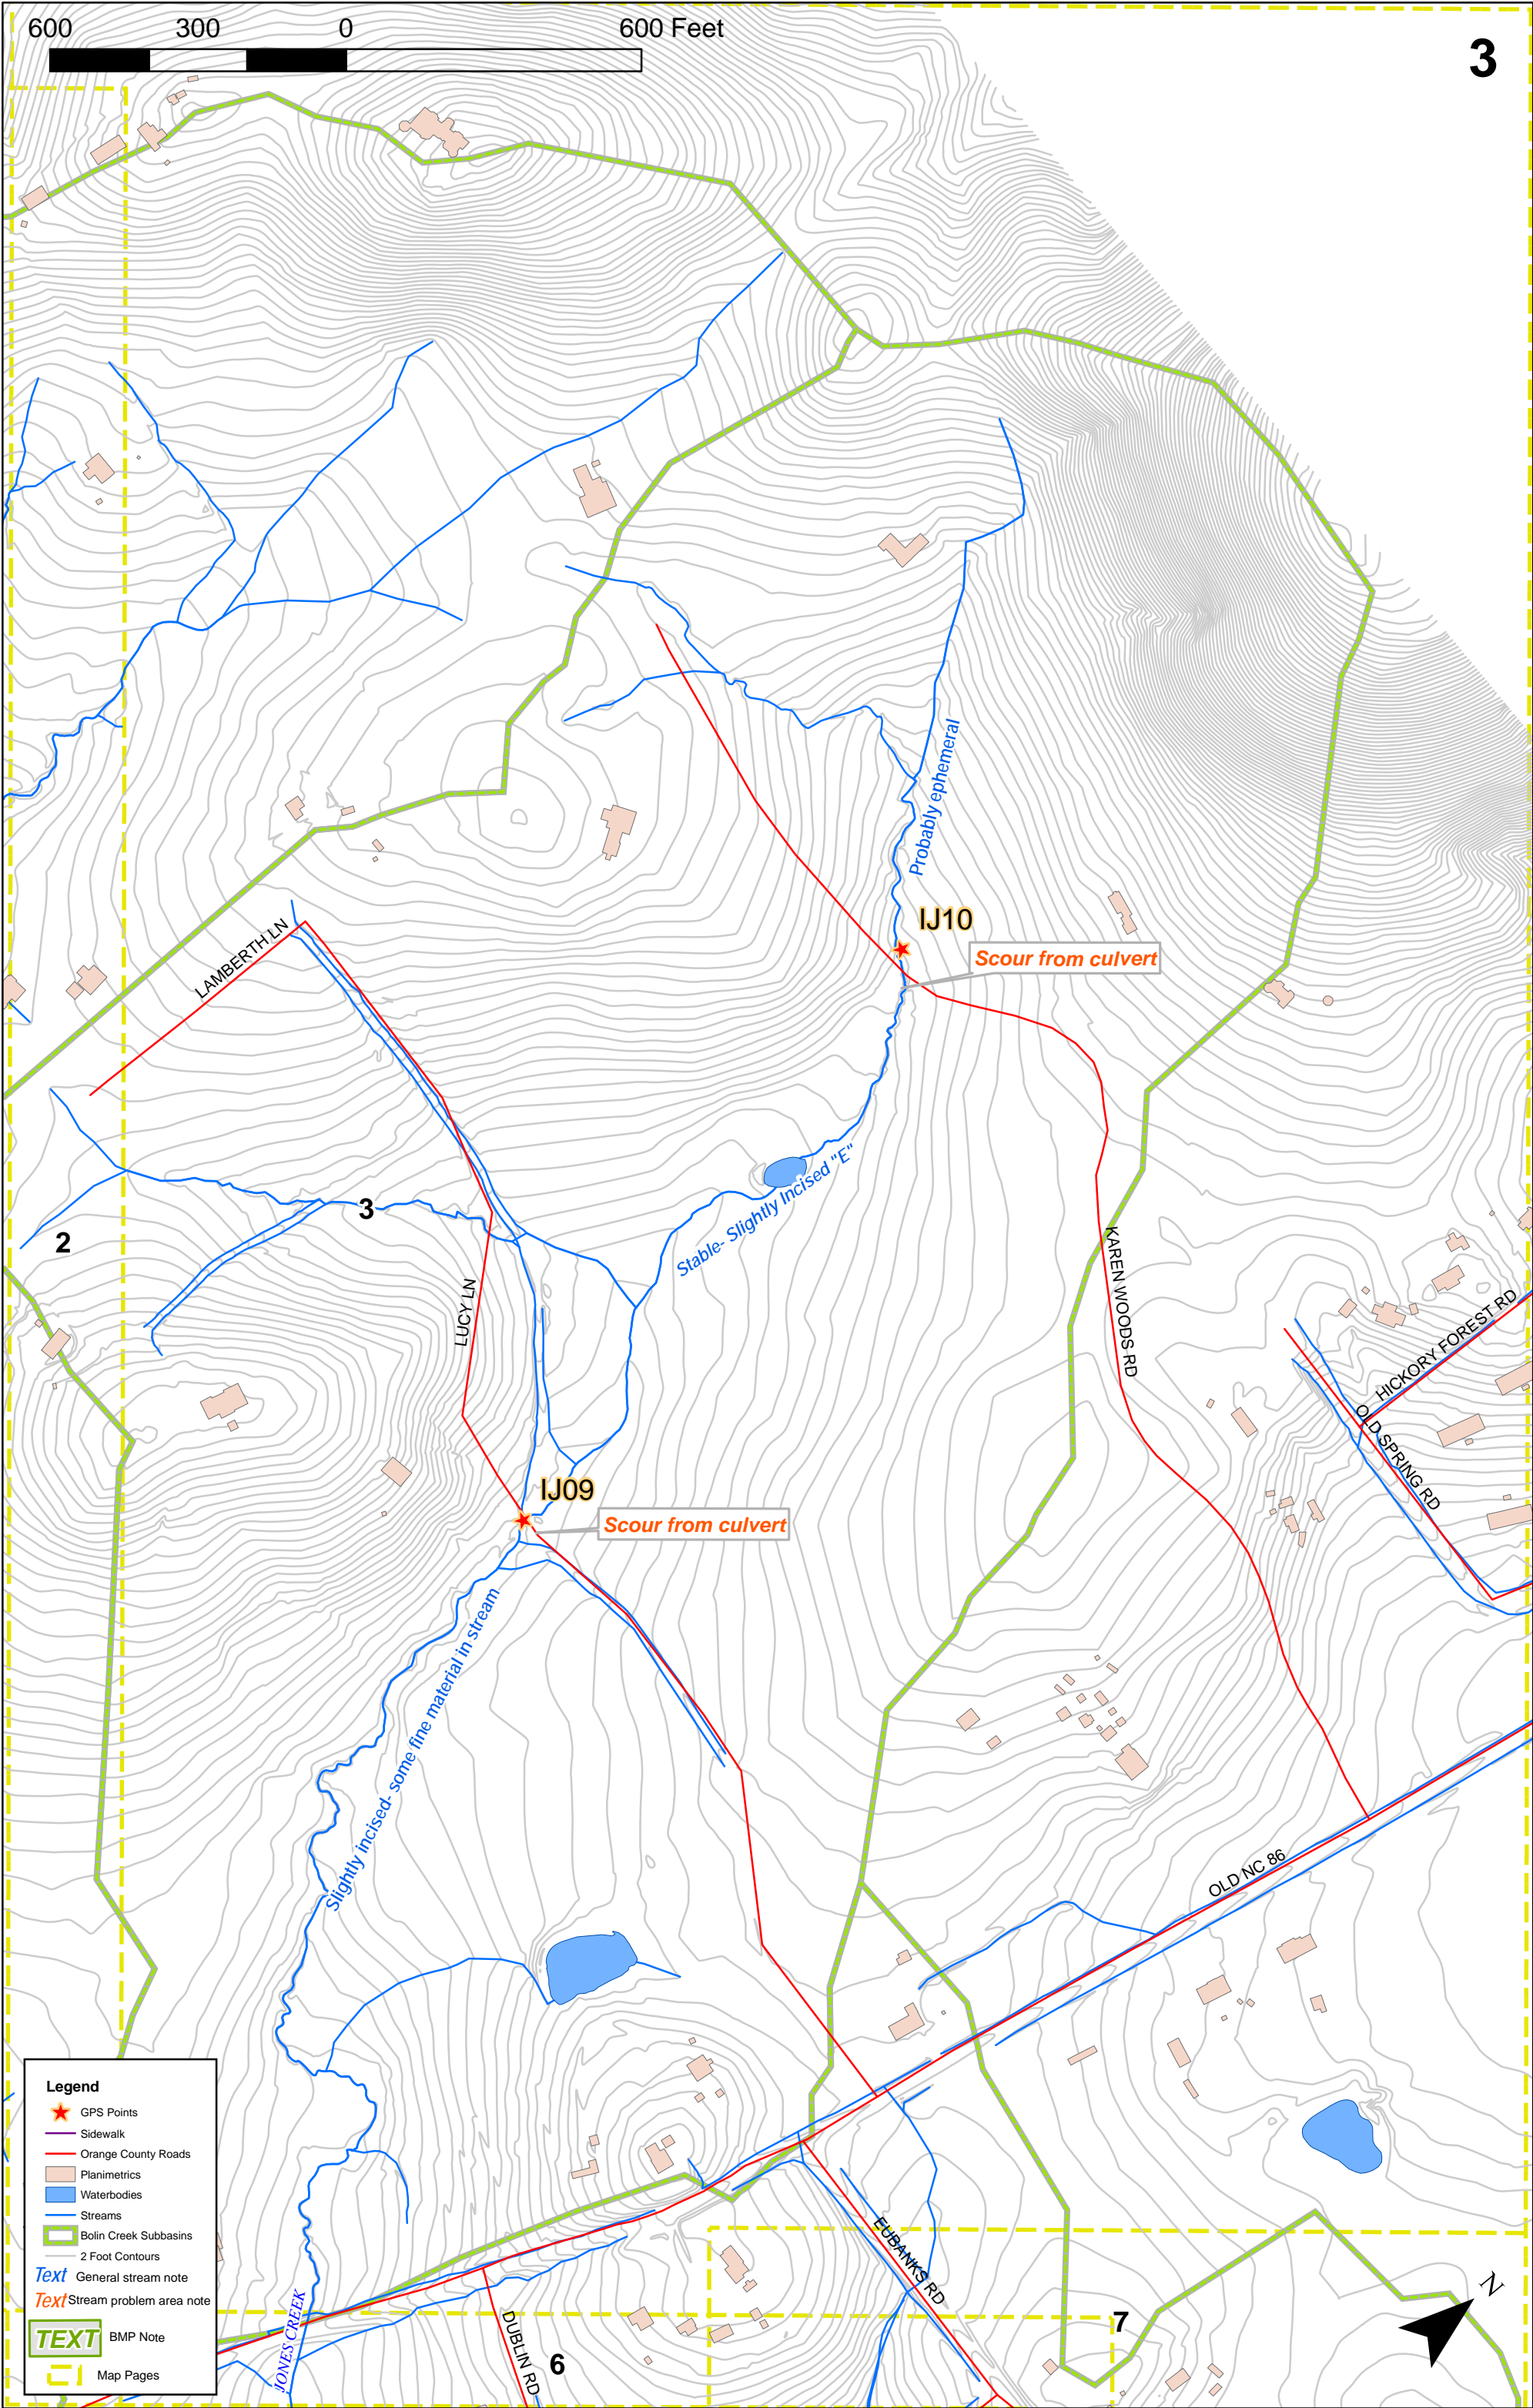 600 300 0 600 Feet
3
Probably ephemeral
IJ10
Scour from culvert
LAMBERTH LN
Stable- Slightly Incised "E"
3
2
KAREN WOODS RD
LUCY LN
HICKORY FOREST RD
OLD SPRING RD
IJ09
Scour from culvert
Slightly incised- some fine material in stream
OLD NC 86
EUBANKS RD
JONES CREEK
DUBLIN RD
6
7
N
Legend
GPS Points
Sidewalk
Orange County Roads
Planimetrics
Waterbodies
Streams
Bolin Creek Subbasins
2 Foot Contours
Text General stream note
Text Stream problem area note
TEXT BMP Note
Map Pages